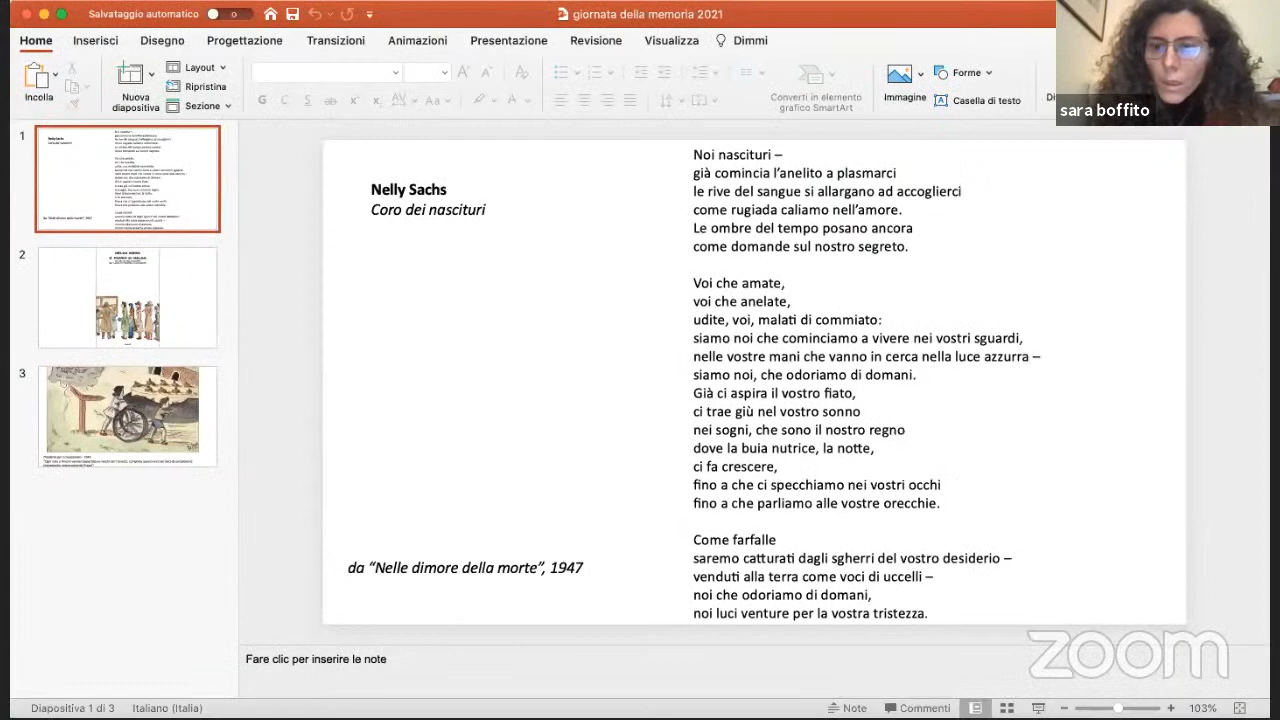 Salvataggio automatico
giornata della memoria 2021
Home Inserisci Disegno Progettazione Transizioni Animazioni Presentazione Revisione Visualizza Dimmi
Incolla
Nuova
diapositiva
Layout
Ripristina
Sezione
G C S ab x Aa
Converti in elemento
grafico SmartArt
Immagine
Forme
Casella di testo
sara boffito
1
2
3
Nelly Sachs
Coro dei nascituri
da “Nelle dimore della morte”, 1947
Noi nascituri –
già comincia l’anelito a plasmarci
le rive del sangue si allargano ad accoglierci
come rugiada caliamo nell’amore.
Le ombre del tempo posano ancora
come domande sul nostro segreto.
Voi che amate,
voi che anelate,
udite, voi, malati di commiato:
siamo noi che cominciamo a vivere nei vostri sguardi,
nelle vostre mani che vanno in cerca nella luce azzurra –
siamo noi, che odoriamo di domani.
Già ci aspira il vostro fiato,
ci trae giù nel vostro sonno
nei sogni, che sono il nostro regno
dove la buia nutrice, la notte,
ci fa crescere,
fino a che ci specchiamo nei vostri occhi
fino a che parliamo alle vostre orecchie.
Come farfalle
saremo catturati dagli sgherri del vostro desiderio –
venduti alla terra come voci di uccelli –
noi che odoriamo di domani,
noi luci venture per la vostra tristezza.
zoom
Fare clic per inserire le note
Diapositiva 1 di 3 Italiano (Italia) Note Commenti 103%